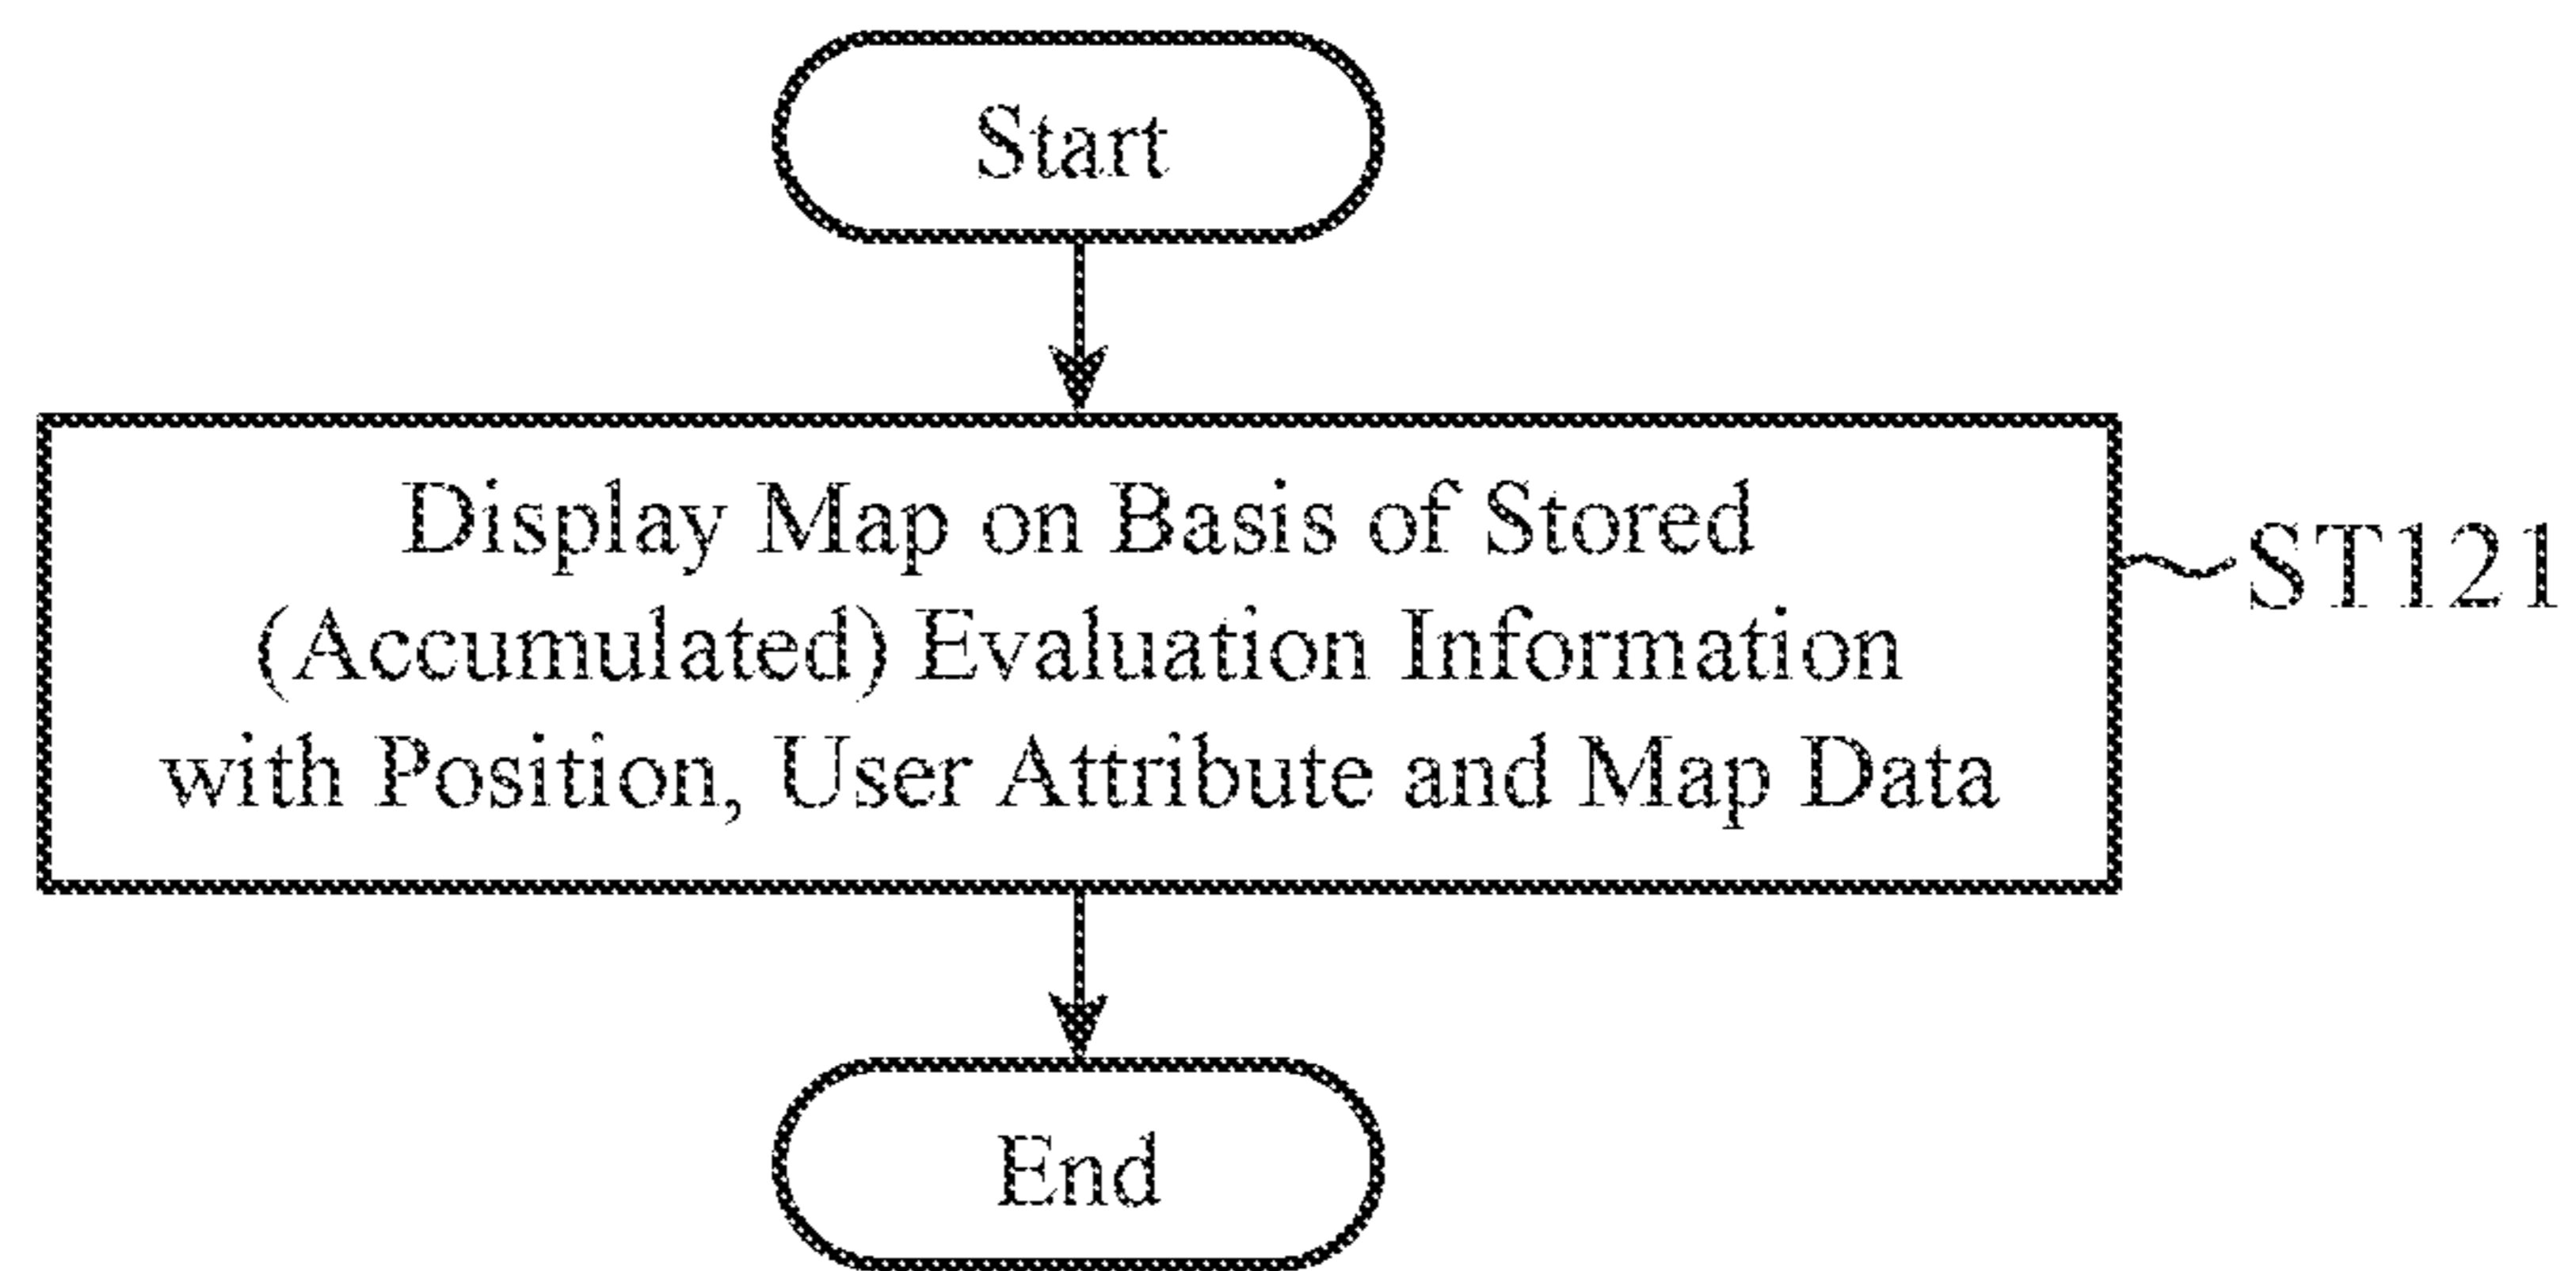 Start
Display Map on Basis of Stored
(Accumulated) Evaluation Information
with Position, User Attribute and Map Data
ST121
End